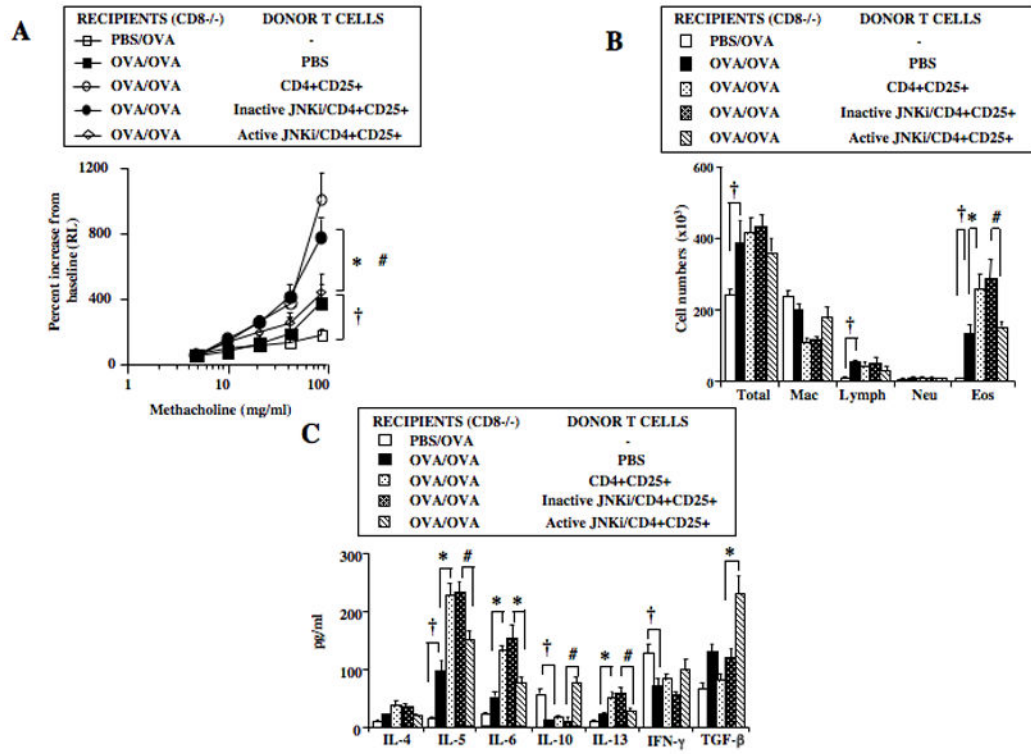 A
RECIPIENTS (CD8-/-) DONOR T CELLS
PBS/OVA -
OVA/OVA PBS
OVA/OVA CD4+CD25+
OVA/OVA Inactive JNKi/CD4+CD25+
OVA/OVA Active JNKi/CD4+CD25+
1200
800
400
0
Percent increase from
baseline (RL)
* #
†
1 10 100
Methacholine (mg/ml)
B
RECIPIENTS (CD8-/-) DONOR T CELLS
PBS/OVA -
OVA/OVA PBS
OVA/OVA CD4+CD25+
OVA/OVA Inactive JNKi/CD4+CD25+
OVA/OVA Active JNKi/CD4+CD25+
600
400
200
0
Cell numbers (x10³)
† † † * #
Total Mac Lymph Neu Eos
C
RECIPIENTS (CD8-/-) DONOR T CELLS
PBS/OVA -
OVA/OVA PBS
OVA/OVA CD4+CD25+
OVA/OVA Inactive JNKi/CD4+CD25+
OVA/OVA Active JNKi/CD4+CD25+
300
200
100
0
pg/ml
† * # * * † # * # † *
IL-4 IL-5 IL-6 IL-10 IL-13 IFN-γ TGF-β